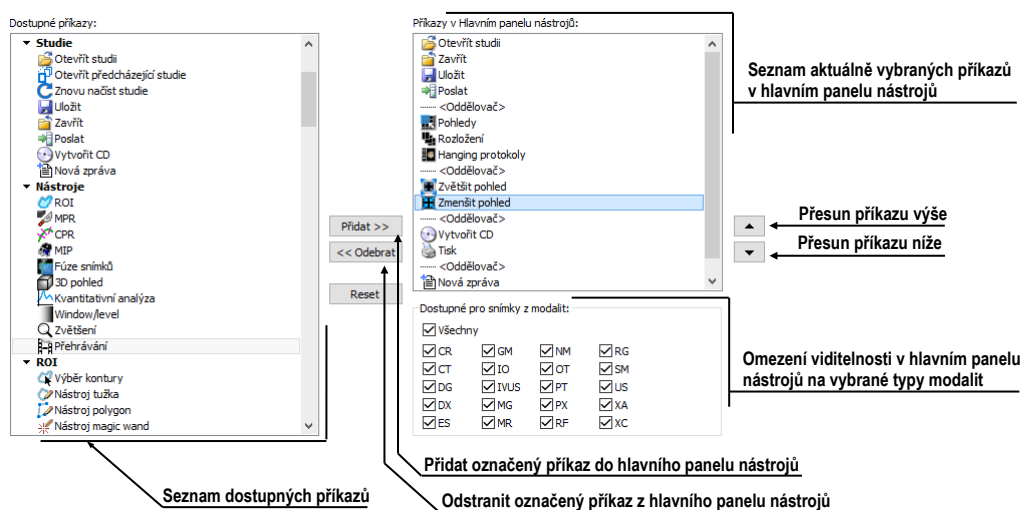 Dostupné příkazy:
Studie
Otevřít studii
Otevřít předcházející studie
Znovu načíst studie
Uložit
Zavřít
Poslat
Vytvořit CD
Nová zpráva
Nástroje
ROI
MPR
CPR
MIP
Fúze snímků
3D pohled
Kvantitativní analýza
Window/level
Zvětšení
Přehrávání
ROI
Výběr kontury
Nástroj tužka
Nástroj polygon
Nástroj magic wand
Přidat >>
<< Odebrat
Reset
Příkazy v Hlavním panelu nástrojů:
Otevřít studii
Zavřít
Uložit
Poslat
------ <Oddělovač>
Pohledy
Rozložení
Hanging protokoly
------ <Oddělovač>
Zvětšit pohled
Zmenšit pohled
------ <Oddělovač>
Vytvořit CD
Tisk
------ <Oddělovač>
Nová zpráva
Dostupné pro snímky z modalit:
Všechny
CR GM NM RG
CT IO OT SM
DG IVUS PT US
DX MG PX XA
ES MR RF XC
Seznam aktuálně vybraných příkazů
v hlavním panelu nástrojů
Přesun příkazu výše
Přesun příkazu níže
Omezení viditelnosti v hlavním panelu
nástrojů na vybrané typy modalit
Přidat označený příkaz do hlavního panelu nástrojů
Seznam dostupných příkazů
Odstranit označený příkaz z hlavního panelu nástrojů